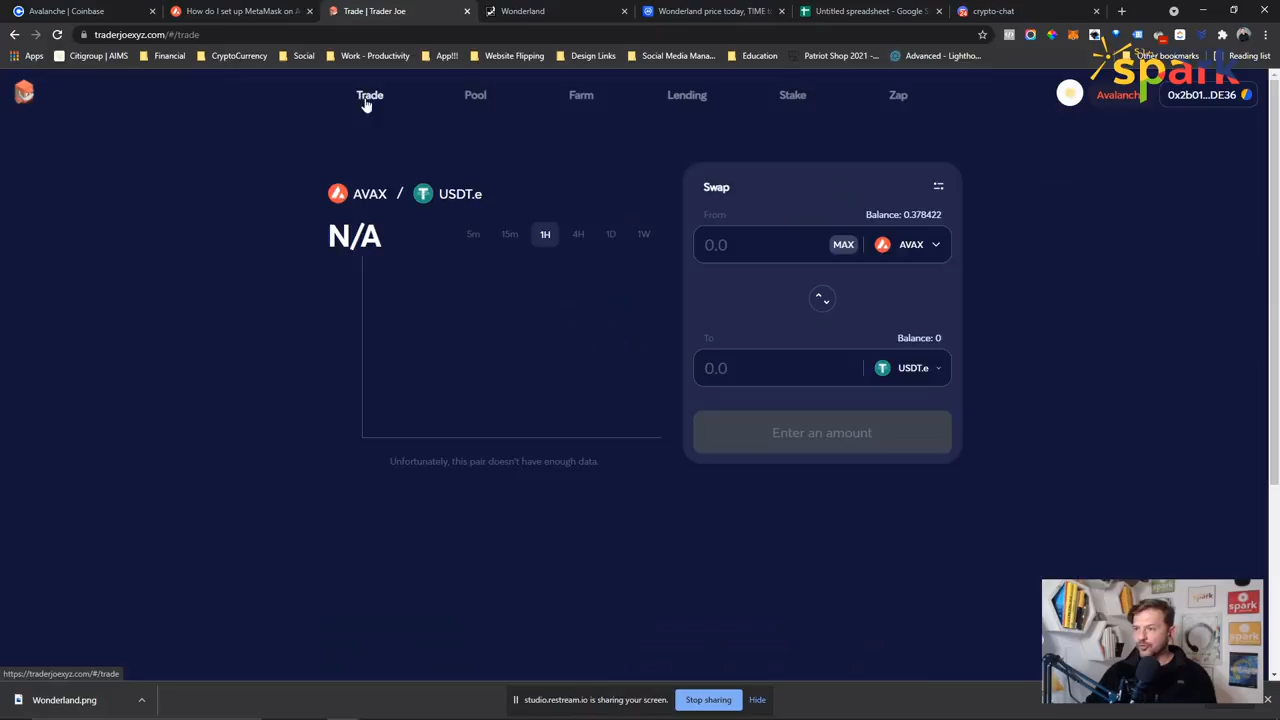 Avalanche | Coinbase
How do I set up MetaMask on A
Trade | Trader Joe
Wonderland
Wonderland price today, TIME t
Untitled spreadsheet - Google S
crypto-chat
traderjoexyz.com/#/trade
Apps
Citigroup | AIMS
Financial
CryptoCurrency
Social
Work - Productivity
App!!!
Website Flipping
Design Links
Social Media Mana...
Education
Patriot Shop 2021 -...
Advanced - Lightho...
Other bookmarks
Reading list
spark
Trade
Pool
Farm
Lending
Stake
Zap
Avalanch
0x2b01...DE36
AVAX / USDT.e
N/A
5m 15m 1H 4H 1D 1W
Unfortunately, this pair doesn't have enough data.
Swap
From
Balance: 0.378422
0.0
MAX
AVAX
To
Balance: 0
0.0
USDT.e
Enter an amount
spark
spark
spark
https://traderjoexyz.com/#/trade
Wonderland.png
studio.restream.io is sharing your screen.
Stop sharing
Hide